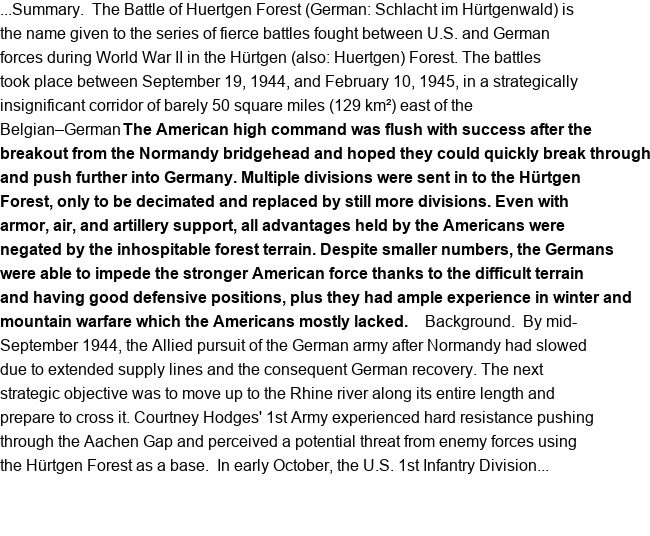 ...Summary.  The Battle of Huertgen Forest (German: Schlacht im Hürtgenwald) is
the name given to the series of fierce battles fought between U.S. and German
forces during World War II in the Hürtgen (also: Huertgen) Forest. The battles
took place between September 19, 1944, and February 10, 1945, in a strategically
insignificant corridor of barely 50 square miles (129 km²) east of the
Belgian–German The American high command was flush with success after the
breakout from the Normandy bridgehead and hoped they could quickly break through
and push further into Germany. Multiple divisions were sent in to the Hürtgen
Forest, only to be decimated and replaced by still more divisions. Even with
armor, air, and artillery support, all advantages held by the Americans were
negated by the inhospitable forest terrain. Despite smaller numbers, the Germans
were able to impede the stronger American force thanks to the difficult terrain
and having good defensive positions, plus they had ample experience in winter and
mountain warfare which the Americans mostly lacked.    Background.  By mid-
September 1944, the Allied pursuit of the German army after Normandy had slowed
due to extended supply lines and the consequent German recovery. The next
strategic objective was to move up to the Rhine river along its entire length and
prepare to cross it. Courtney Hodges' 1st Army experienced hard resistance pushing
through the Aachen Gap and perceived a potential threat from enemy forces using
the Hürtgen Forest as a base.  In early October, the U.S. 1st Infantry Division...